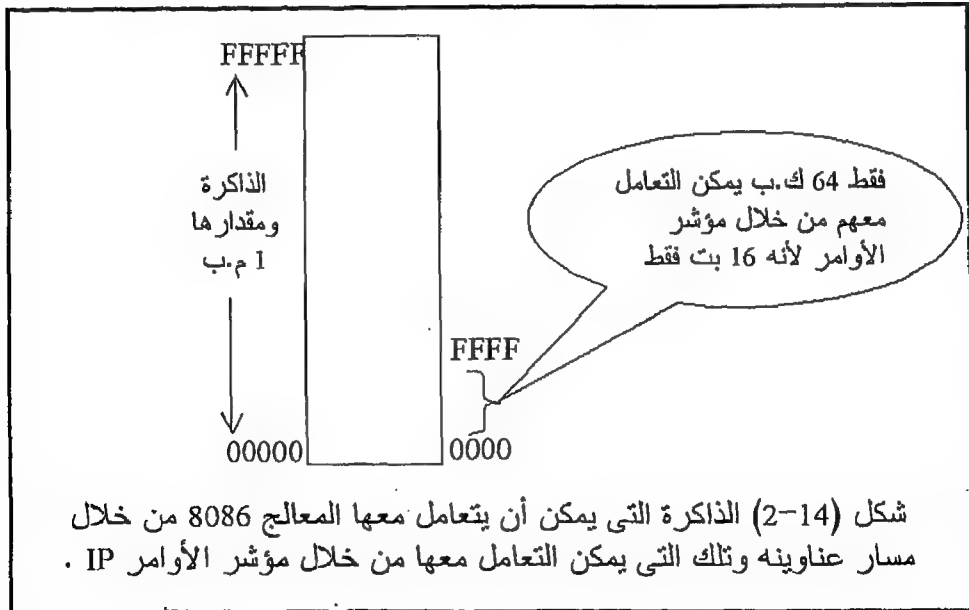 FFFFF
الذاكرة
ومقدارها
1 م.ب
00000
فقط 64 ك.ب يمكن التعامل
معهم من خلال مؤشر
الأوامر لأنه 16 بت فقط
FFFF
0000
شكل (14-2) الذاكرة التى يمكن أن يتعامل معها المعالج 8086 من خلال
مسار عناوينه وتلك التى يمكن التعامل معها من خلال مؤشر الأوامر IP .